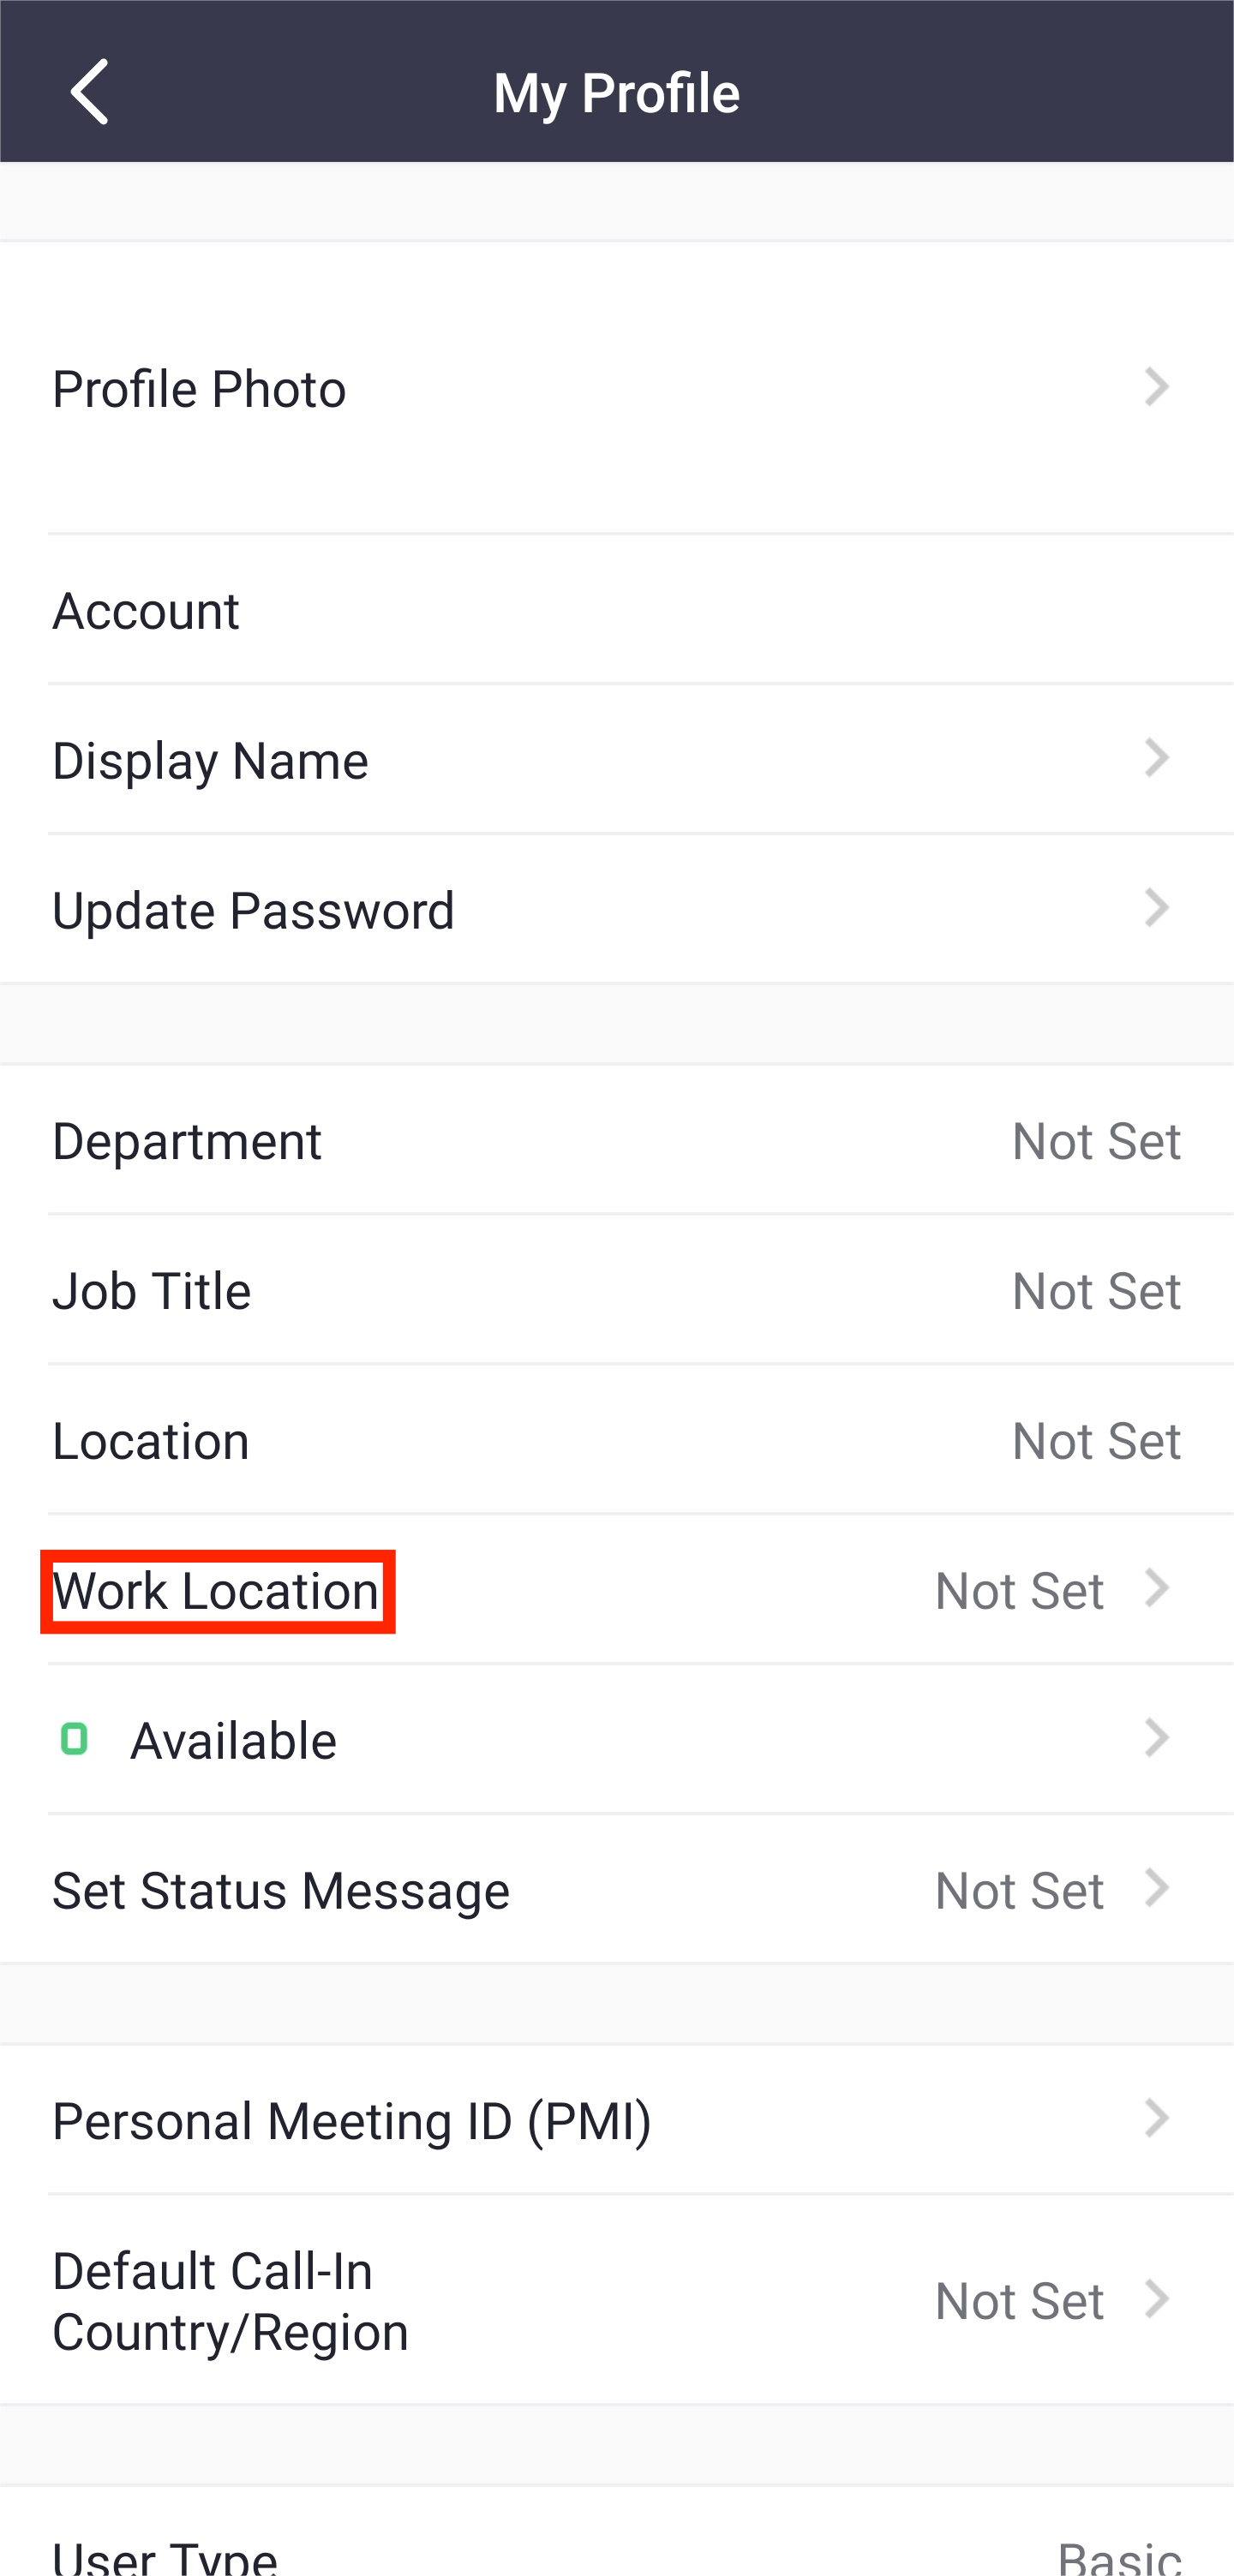 My Profile
Profile Photo
Account
Display Name
Update Password
Department Not Set
Job Title Not Set
Location Not Set
Work Location Not Set
Available
Set Status Message Not Set
Personal Meeting ID (PMI)
Default Call-In
Country/Region Not Set
User Type Basic